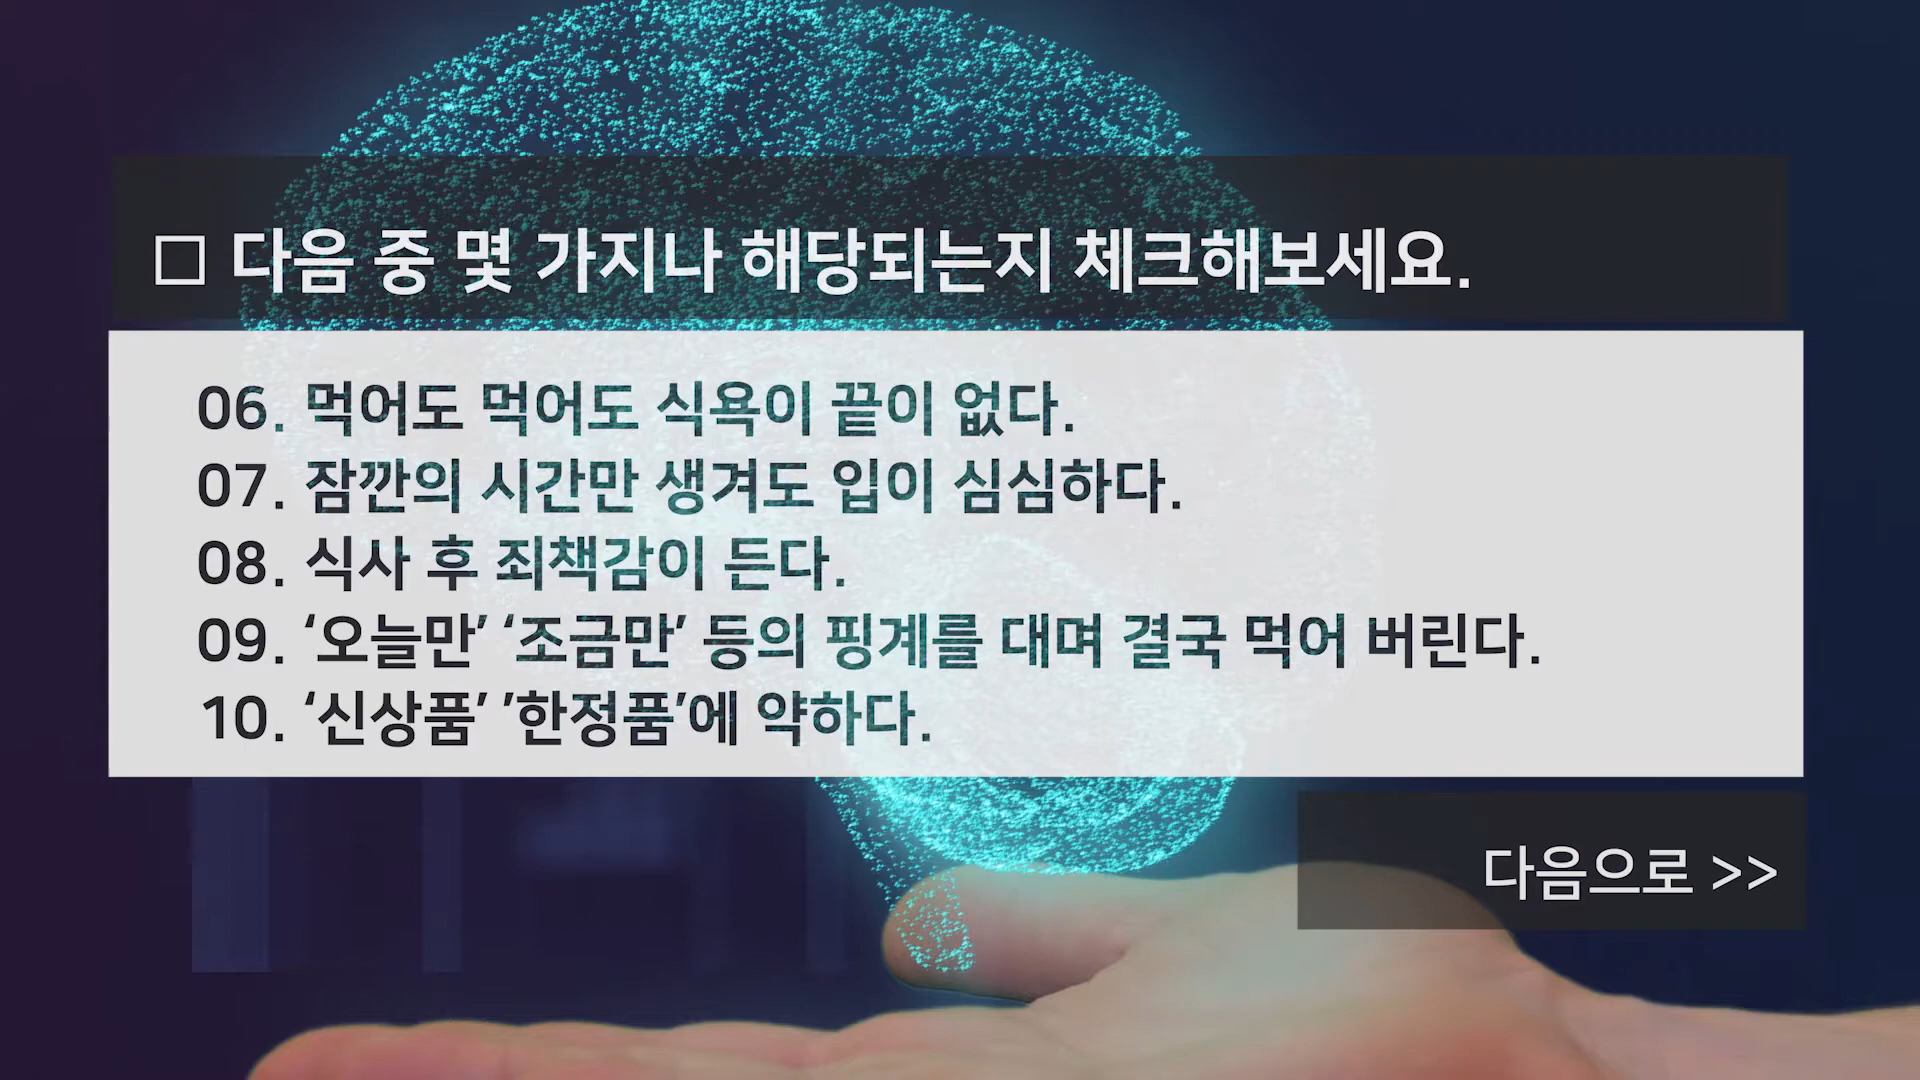 □ 다음 중 몇 가지나 해당되는지 체크해보세요.
06. 먹어도 먹어도 식욕이 끝이 없다.
07. 잠깐의 시간만 생겨도 입이 심심하다.
08. 식사 후 죄책감이 든다.
09. ‘오늘만’ ‘조금만’ 등의 핑계를 대며 결국 먹어 버린다.
10. ‘신상품’ ’한정품’에 약하다.
다음으로 >>